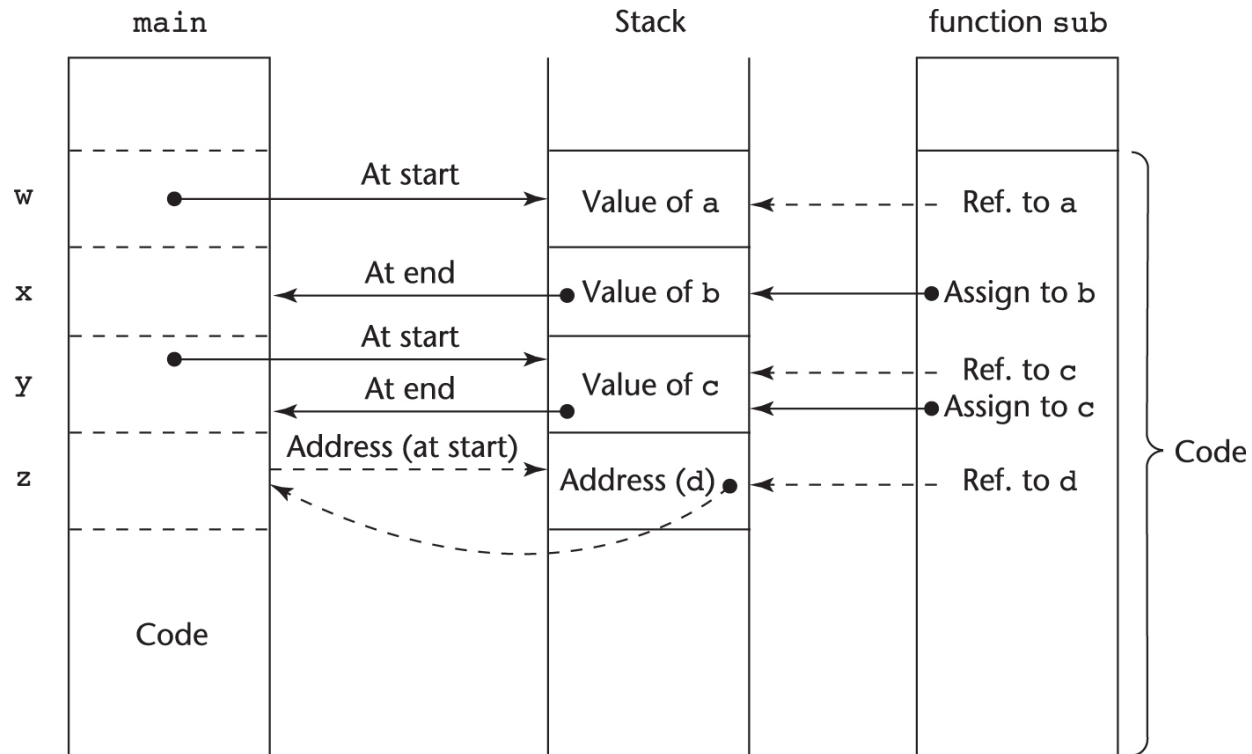 main
Stack
function sub
w
At start
Value of a
Ref. to a
x
At end
Value of b
Assign to b
y
At start
At end
Value of c
Ref. to c
Assign to c
z
Address (at start)
Address (d)
Ref. to d
Code
Code